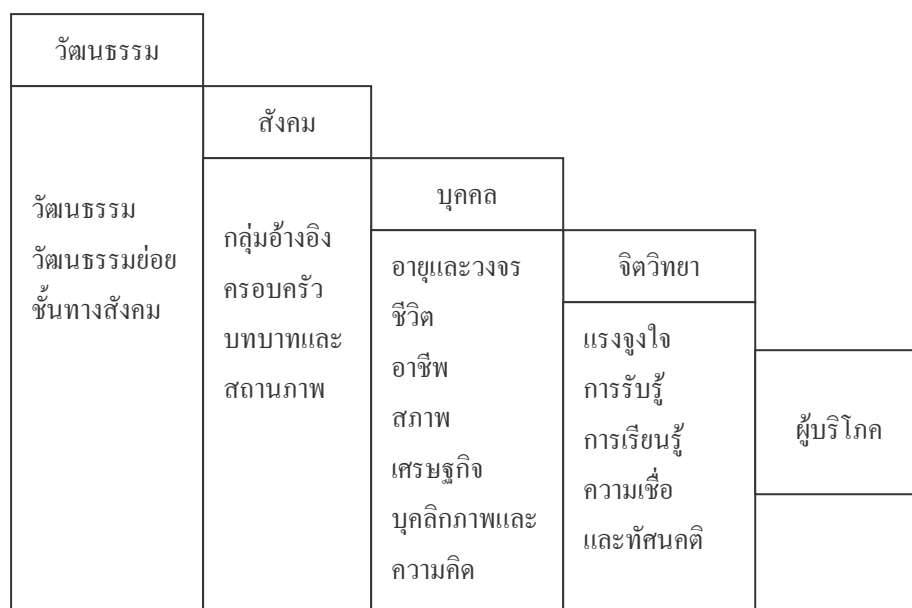 วัฒนธรรม
วัฒนธรรม
วัฒนธรรมย่อย
ชั้นทางสังคม
สังคม
กลุ่มอ้างอิง
ครอบครัว
บทบาทและ
สถานภาพ
บุคคล
อายุและวงจร
ชีวิต
อาชีพ
สภาพ
เศรษฐกิจ
บุคลิกภาพและ
ความคิด
จิตวิทยา
แรงจูงใจ
การรับรู้
การเรียนรู้
ความเชื่อ
และทัศนคติ
ผู้บริโภค